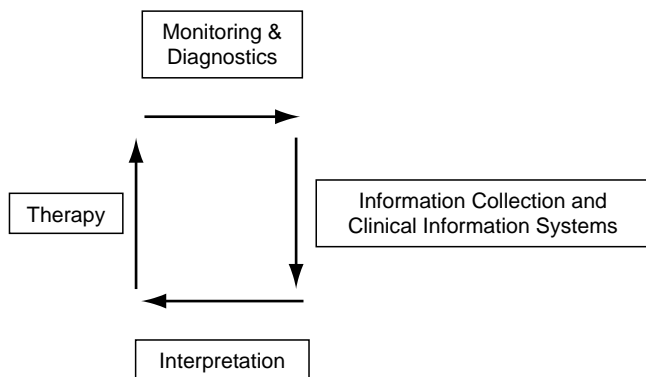 Monitoring &
Diagnostics
Therapy
Information Collection and
Clinical Information Systems
Interpretation